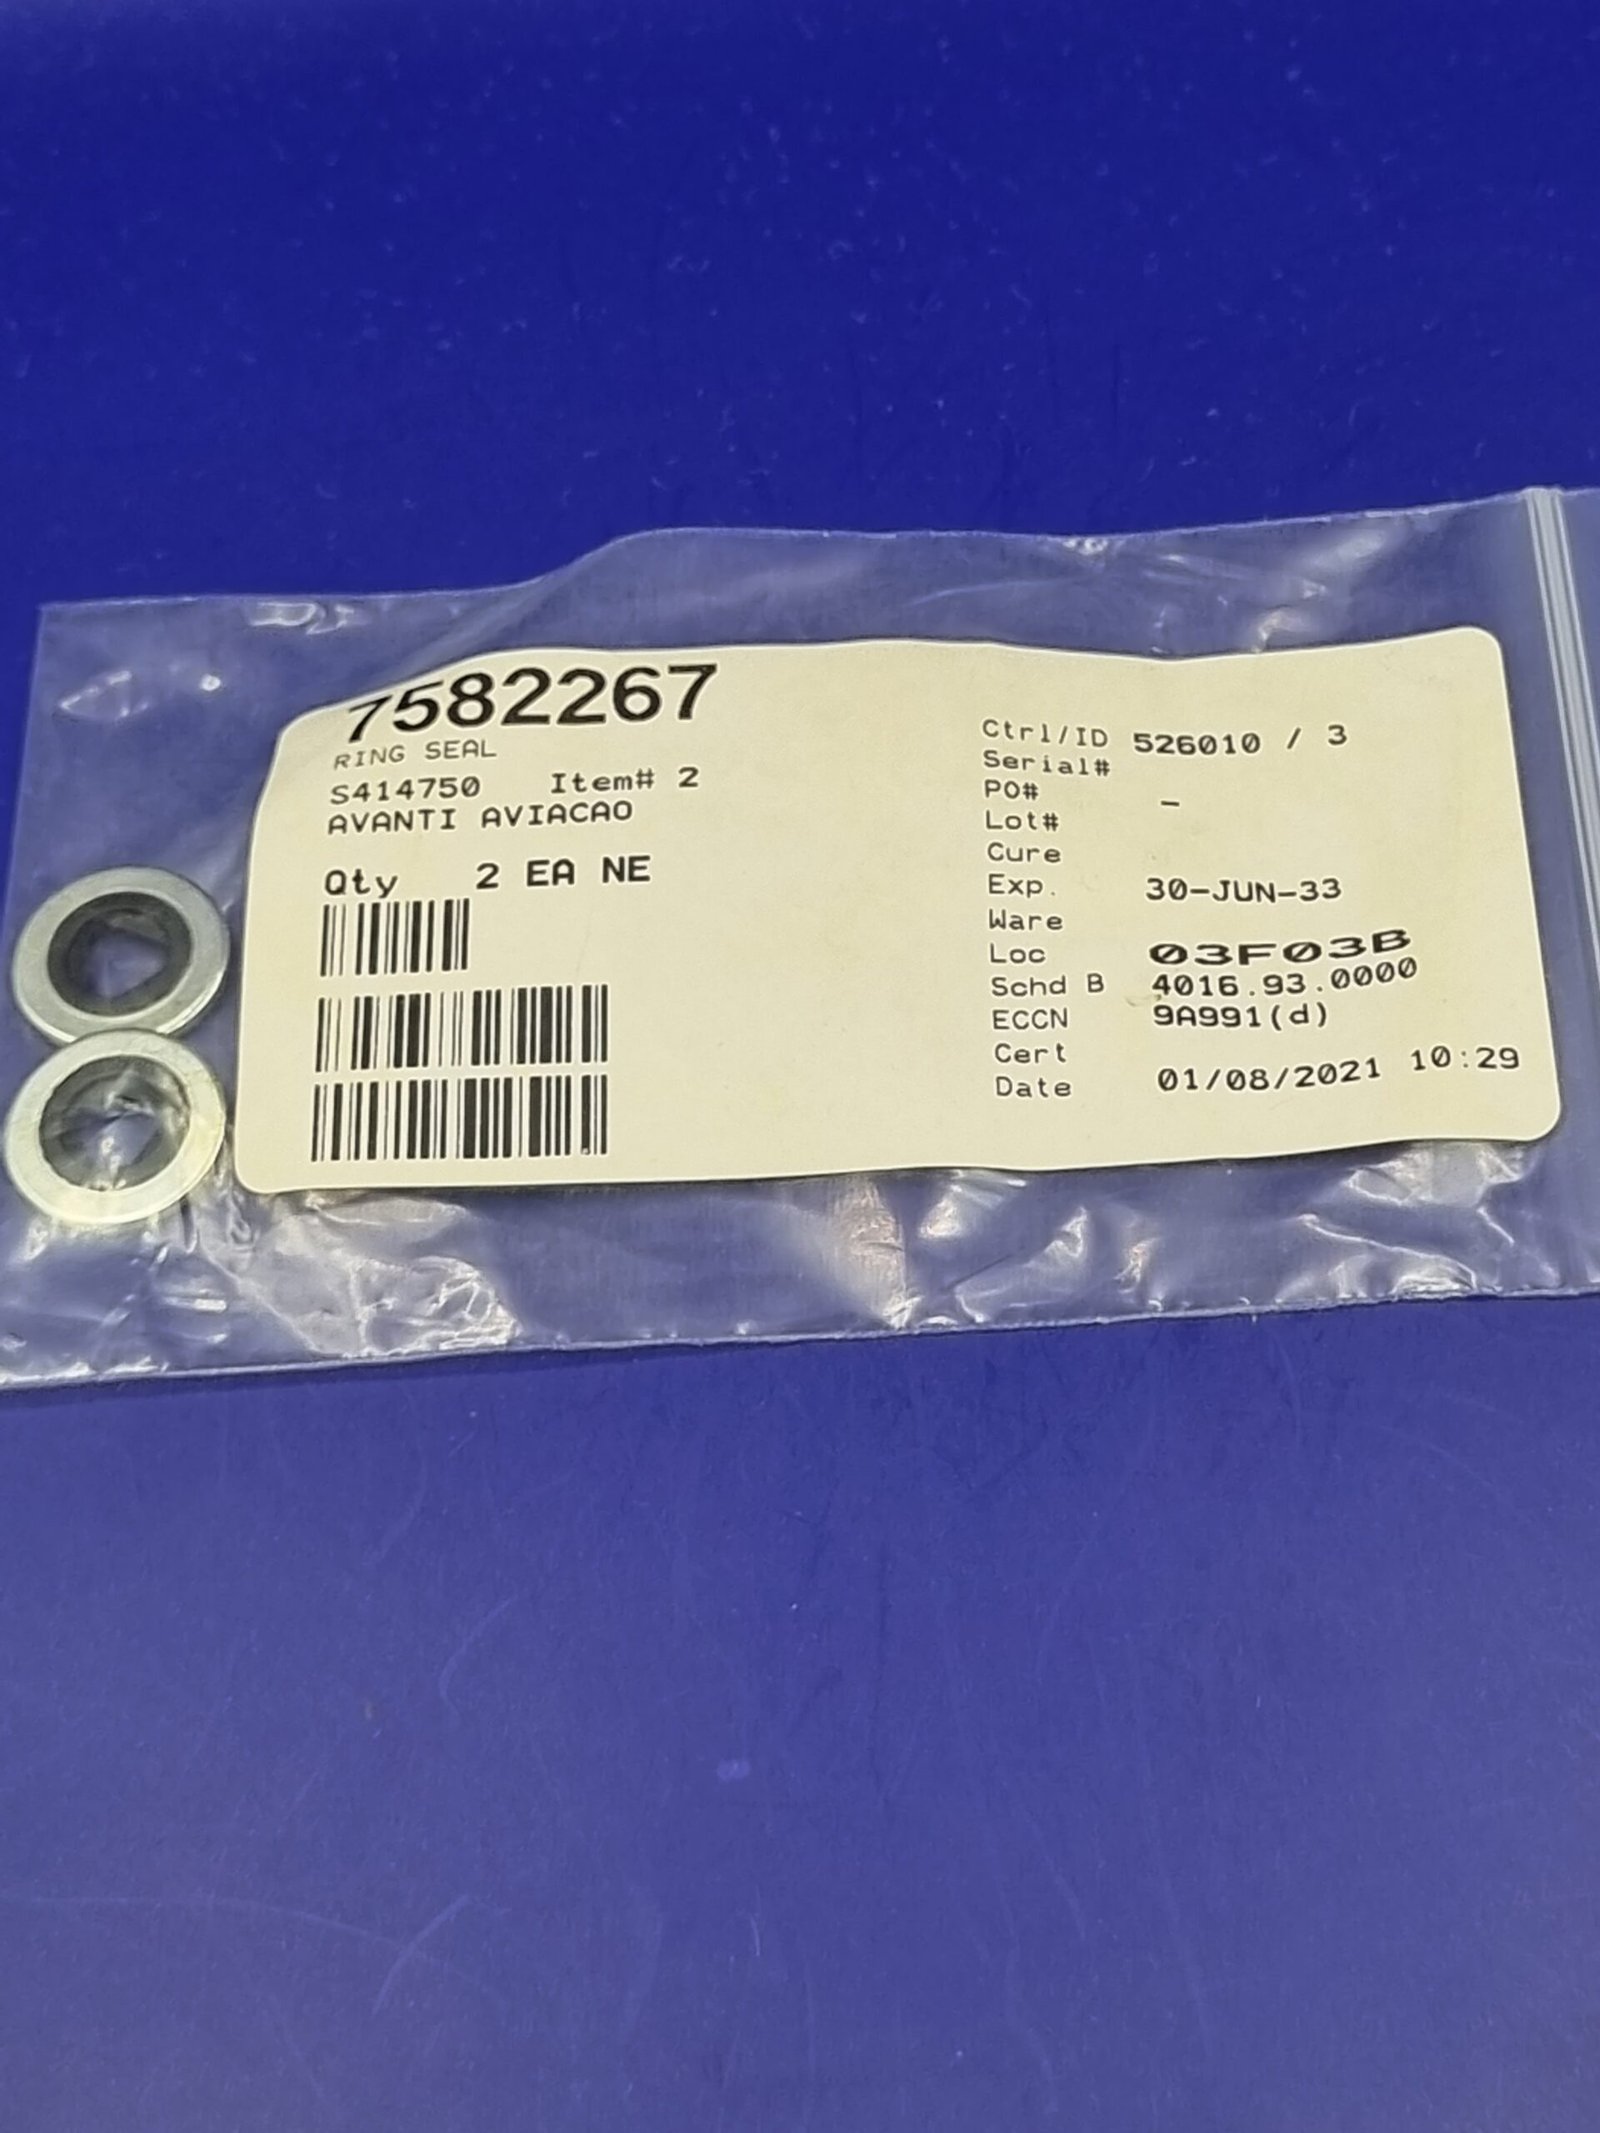 7582267
RING SEAL
S414750 Item# 2
AVANTI AVIACAO
Qty 2 EA NE
Ctrl/ID 526010 / 3
Serial#
PO# -
Lot#
Cure
Exp. 30-JUN-33
Ware
Loc 03F03B
Schd B 4016.93.0000
ECCN 9A991(d)
Cert
Date 01/08/2021 10:29